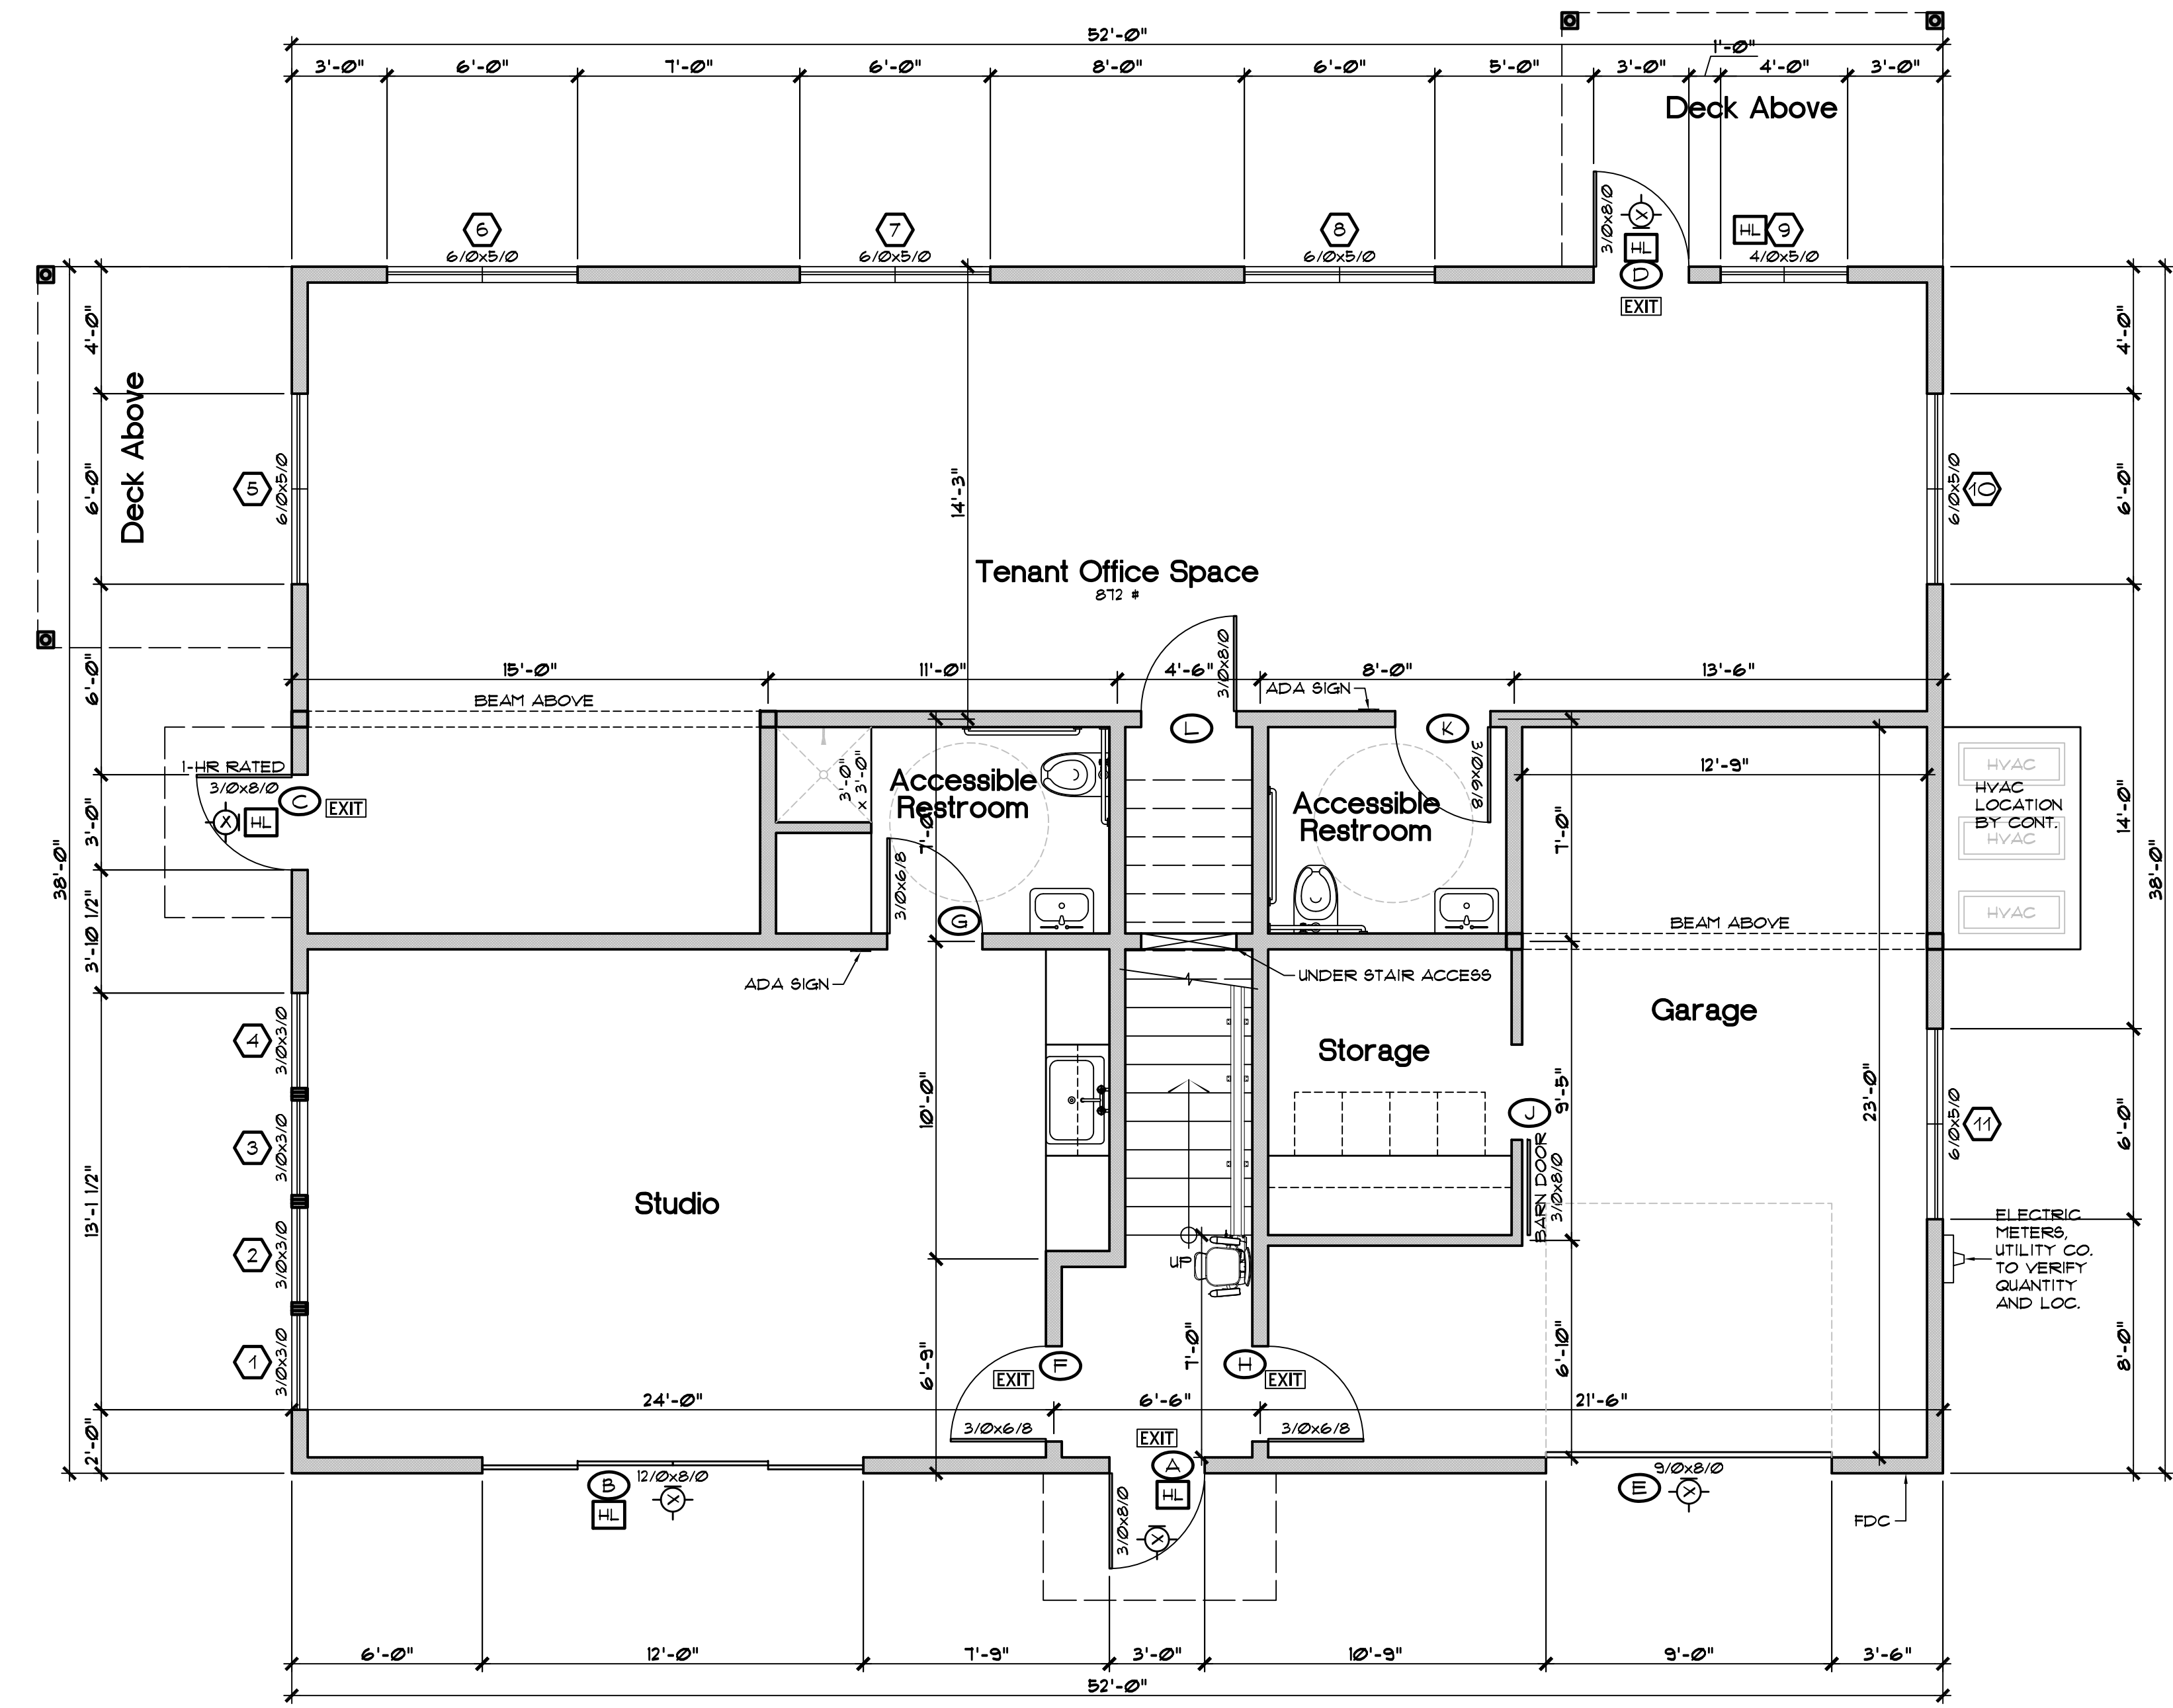 52'-0"
3'-0"
6'-0"
7'-0"
6'-0"
8'-0"
6'-0"
5'-0"
3'-0"
1'-0"
4'-0"
3'-0"
Deck Above
6
6/0x5/0
7
6/0x5/0
8
6/0x5/0
3/0x8/0
X
HL
D
EXIT
HL
9
4/0x5/0
4'-0"
6'-0"
6'-0"
3'-0"
3'-10 1/2"
13'-1 1/2"
2'-0"
38'-0"
Deck Above
5
6/0x5/0
14'-3"
Tenant Office Space
872 #
10
6/0x5/0
4'-0"
6'-0"
14'-0"
6'-0"
8'-0"
38'-0"
15'-0"
11'-0"
4'-6"
8'-0"
13'-6"
3/0x8/0
ADA SIGN
BEAM ABOVE
L
K
3/0x6/8
1-HR RATED
3/0x8/0
C
EXIT
X
HL
3'-0"
x 3'-0"
Accessible
Restroom
7'-0"
3/0x6/8
G
Accessible
Restroom
7'-0"
12'-9"
HVAC
HVAC
LOCATION
BY CONT.
HVAC
HVAC
BEAM ABOVE
ADA SIGN
UNDER STAIR ACCESS
Garage
Storage
4
3/0x3/0
3
3/0x3/0
2
3/0x3/0
1
3/0x3/0
10'-0"
9'-5"
23'-0"
J
BARN DOOR
3/0x8/0
11
6/0x5/0
Studio
UP
ELECTRIC
METERS,
UTILITY CO.
TO VERIFY
QUANTITY
AND LOC.
6'-9"
7'-0"
6'-10"
F
EXIT
H
EXIT
24'-0"
6'-6"
21'-6"
3/0x6/8
3/0x6/8
EXIT
A
HL
3/0x8/0
X
12/0x8/0
B
HL
X
9/0x8/0
E
X
FDC
6'-0"
12'-0"
7'-9"
3'-0"
10'-9"
9'-0"
3'-6"
52'-0"